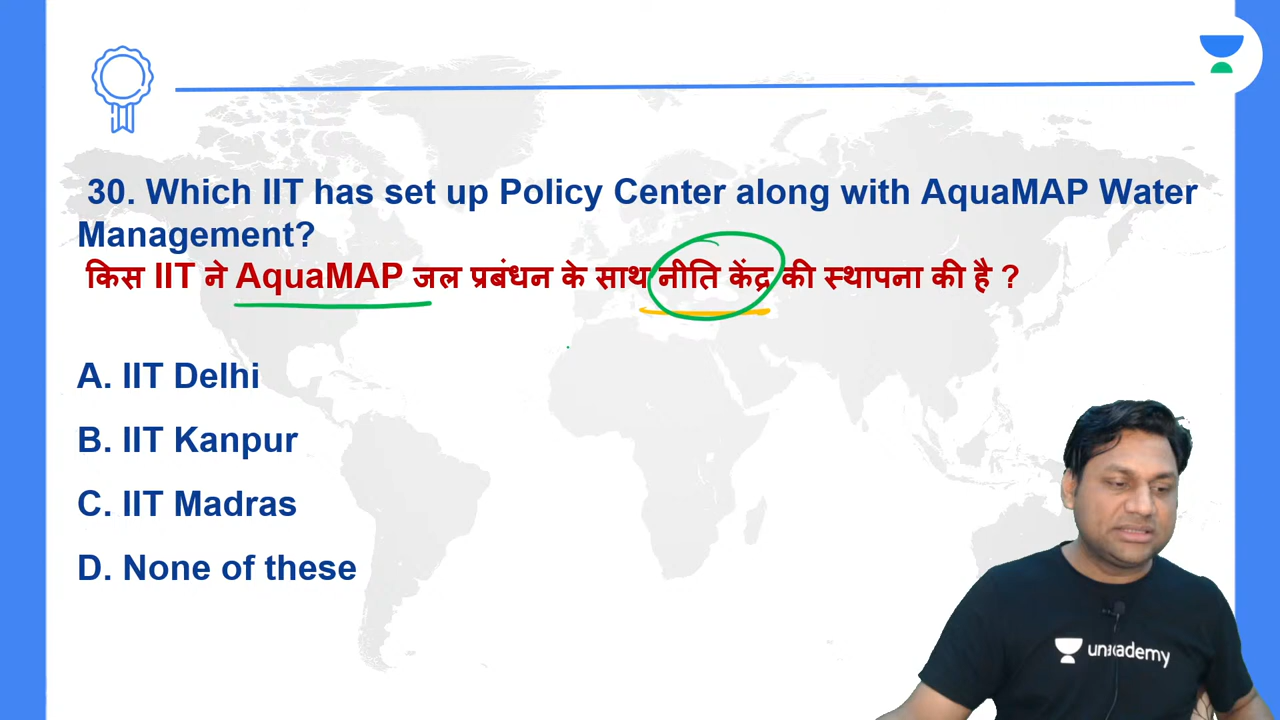 30. Which IIT has set up Policy Center along with AquaMAP Water
Management?
किस IIT ने AquaMAP जल प्रबंधन के साथ नीति केंद्र की स्थापना की है ?
A. IIT Delhi
B. IIT Kanpur
C. IIT Madras
D. None of these
unacademy